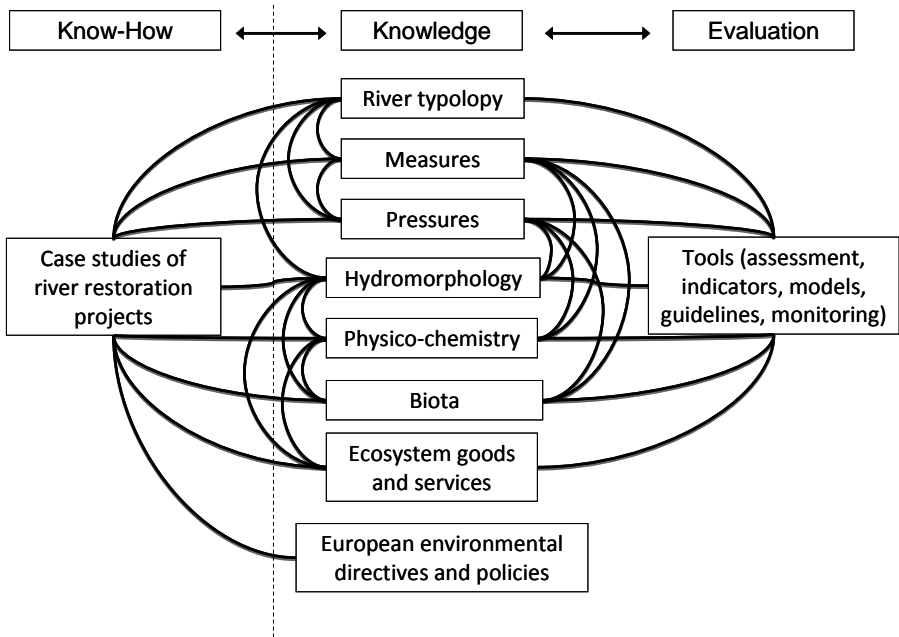 Know-How
Knowledge
Evaluation
River typolopy
Measures
Pressures
Hydromorphology
Physico-chemistry
Biota
Ecosystem goods
and services
European environmental
directives and policies
Case studies of
river restoration
projects
Tools (assessment,
indicators, models,
guidelines, monitoring)